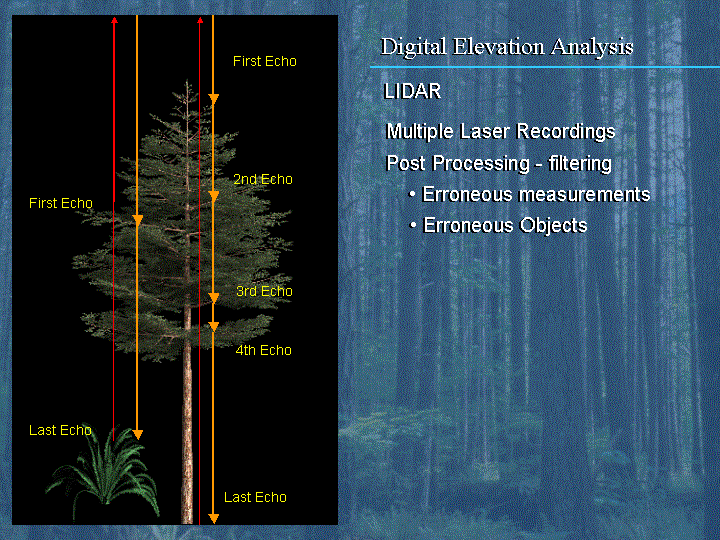 First Echo
2nd Echo
First Echo
3rd Echo
4th Echo
Last Echo
Last Echo
Digital Elevation Analysis
LIDAR
Multiple Laser Recordings
Post Processing - filtering
• Erroneous measurements
• Erroneous Objects